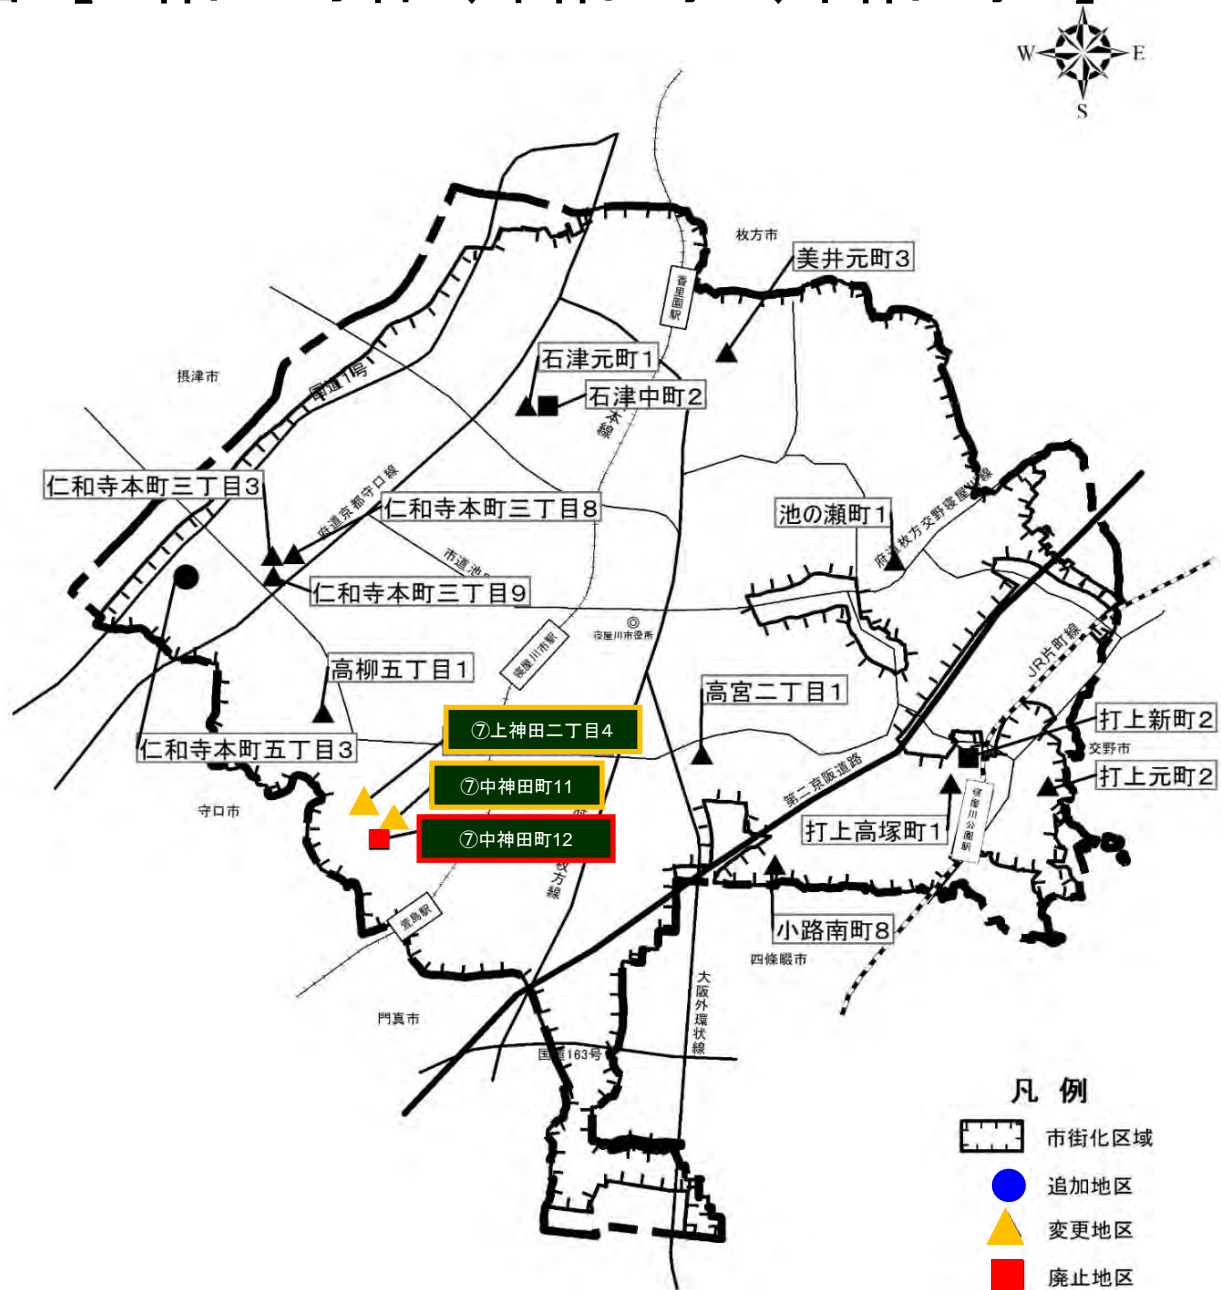 W
E
S
枚方市
美井元町3
香里園駅
石津元町1
石津中町2
本線
摂津市
国道1号
仁和寺本町三丁目3
府道京都守口線
仁和寺本町三丁目8
池の瀬町1
府道枚方交野寝屋川線
市道池
仁和寺本町三丁目9
寝屋川市役所
寝屋川市駅
JR片町線
高柳五丁目1
高宮二丁目1
⑦上神田二丁目4
打上新町2
仁和寺本町五丁目3
交野市
第二京阪道路
⑦中神田町11
打上元町2
守口市
寝屋川公園駅
打上高塚町1
⑦中神田町12
枚方線
萱島駅
小路南町8
四條畷市
大阪外環状線
門真市
国道163号
凡 例
市街化区域
追加地区
変更地区
廃止地区